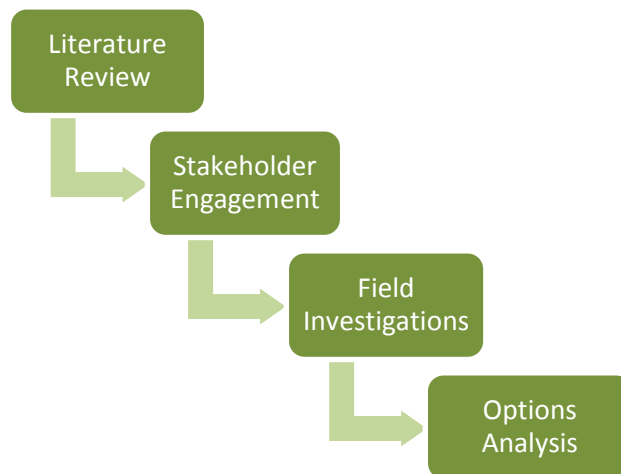 Literature
Review
Stakeholder
Engagement
Field
Investigations
Options
Analysis